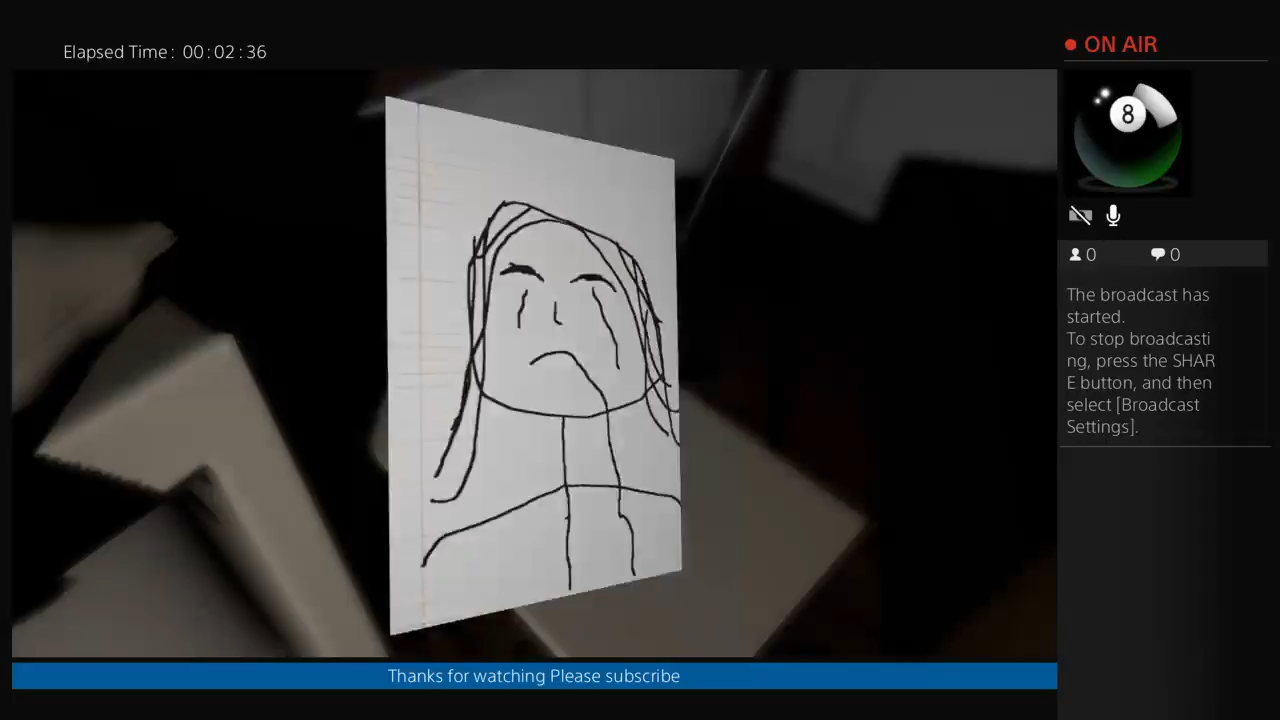 Elapsed Time: 00:02:36
ON AIR
8
0 0
The broadcast has
started.
To stop broadcasti
ng, press the SHAR
E button, and then
select [Broadcast
Settings].
Thanks for watching Please subscribe